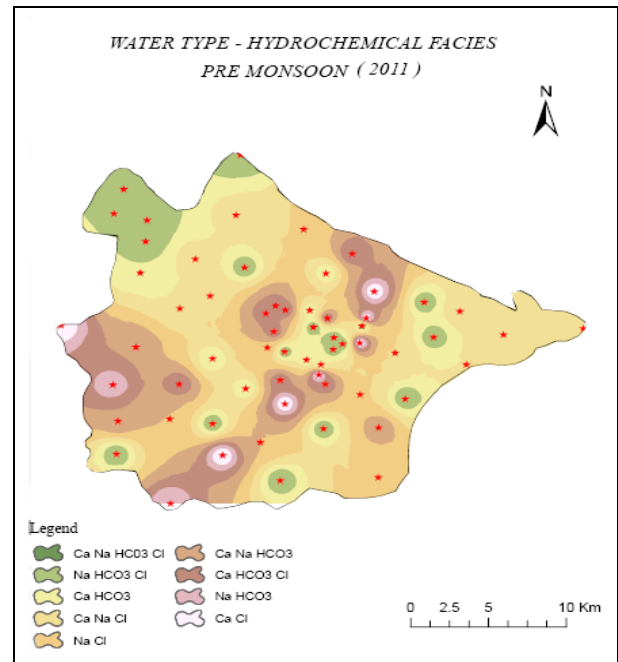 WATER TYPE - HYDROCHEMICAL FACIES
PRE MONSOON ( 2011 )
N
Legend
Ca Na HC03 Cl
Na HCO3 Cl
Ca HCO3
Ca Na Cl
Na Cl
Ca Na HCO3
Ca HCO3 Cl
Na HCO3
Ca Cl
0 2.5 5 10 Km